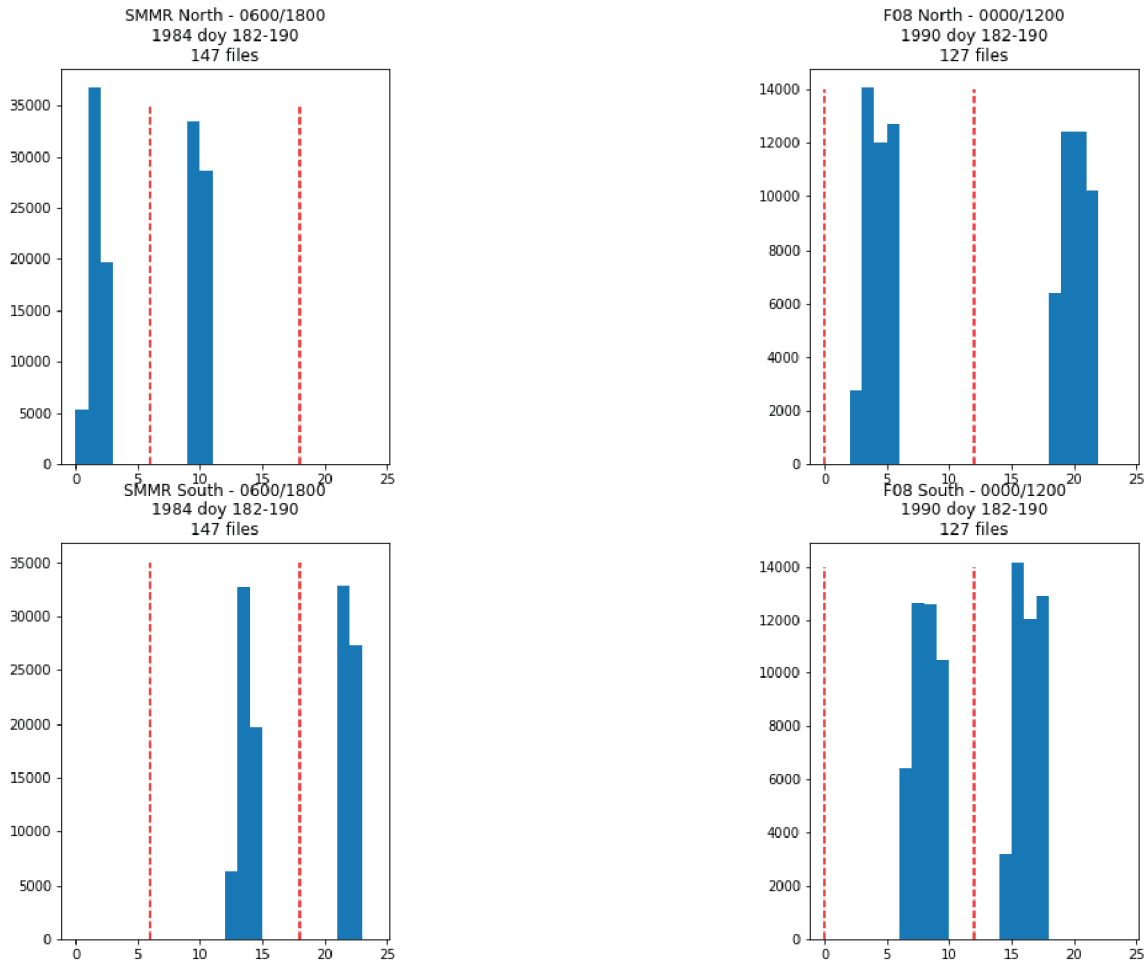 SMMR North - 0600/1800
1984 doy 182-190
147 files
35000
30000
25000
20000
15000
10000
5000
0
0 5 10 15 20 25
F08 North - 0000/1200
1990 doy 182-190
127 files
14000
12000
10000
8000
6000
4000
2000
0
0 5 10 15 20 25
SMMR South - 0600/1800
1984 doy 182-190
147 files
35000
30000
25000
20000
15000
10000
5000
0
0 5 10 15 20 25
F08 South - 0000/1200
1990 doy 182-190
127 files
14000
12000
10000
8000
6000
4000
2000
0
0 5 10 15 20 25